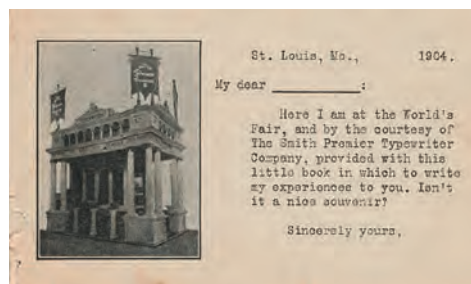 St. Louis, Mo., 1904.
My dear ____________:
Here I am at the World's
Fair, and by the courtesy of
The Smith Premier Typewriter
Company, provided with this
little book in which to write
my experiences to you. Isn't
it a nice souvenir?
Sincerely yours,